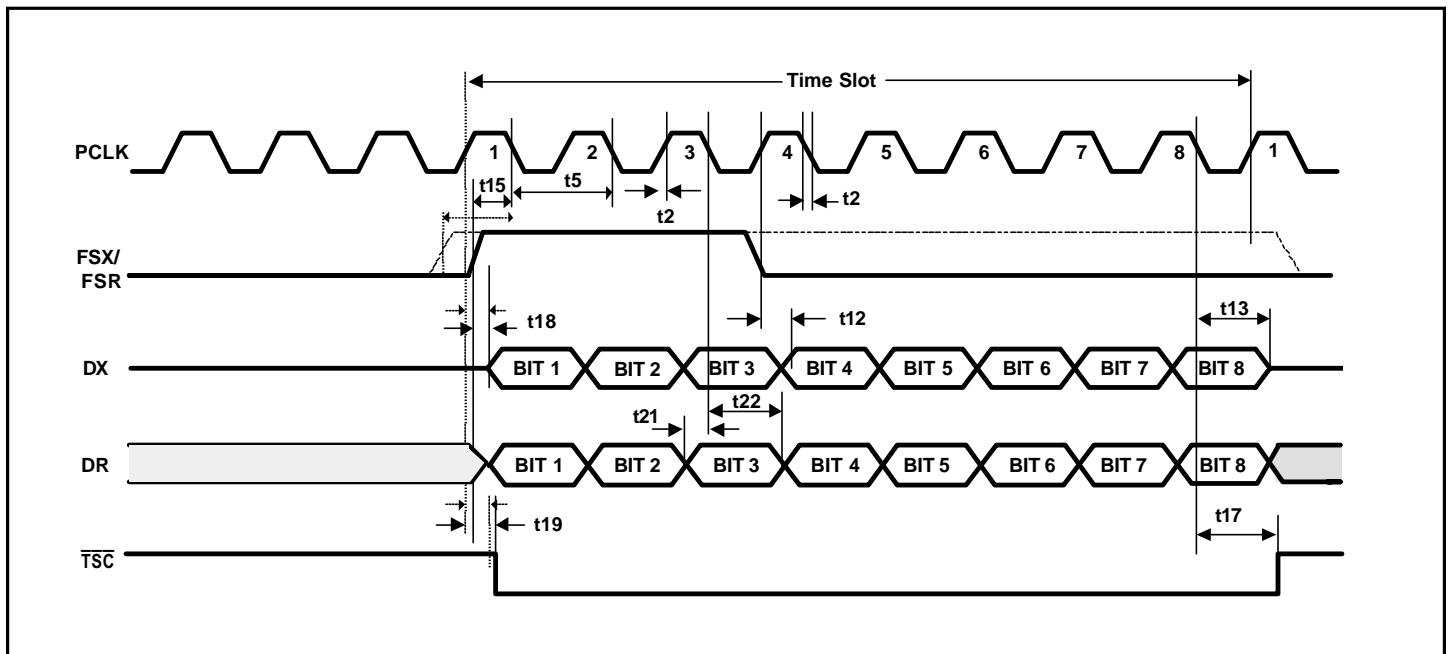 Time Slot
PCLK 1 2 3 4 5 6 7 8 1
t15 t5 t2 t2
FSX/
FSR
t18 t12 t13
DX BIT 1 BIT 2 BIT 3 BIT 4 BIT 5 BIT 6 BIT 7 BIT 8
t21 t22
DR BIT 1 BIT 2 BIT 3 BIT 4 BIT 5 BIT 6 BIT 7 BIT 8
t19 t17
TSC